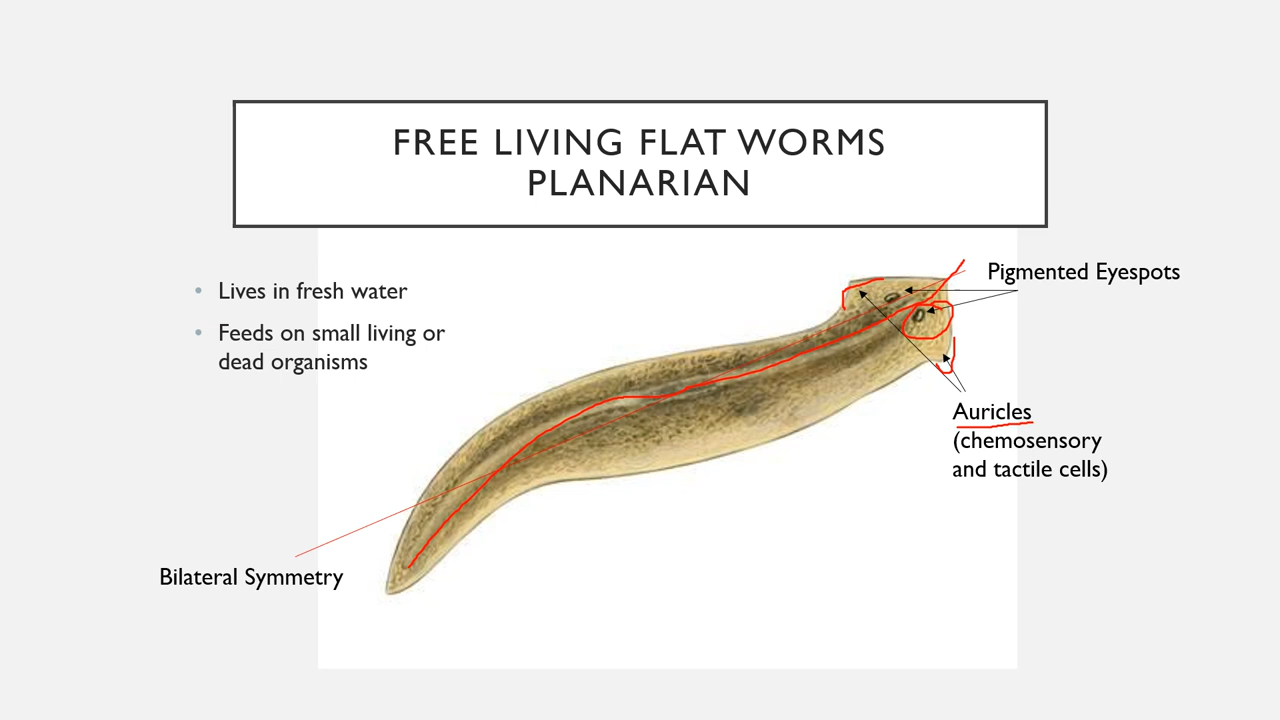 FREE LIVING FLAT WORMS
PLANARIAN
• Lives in fresh water
• Feeds on small living or
dead organisms
Pigmented Eyespots
Auricles
(chemosensory
and tactile cells)
Bilateral Symmetry